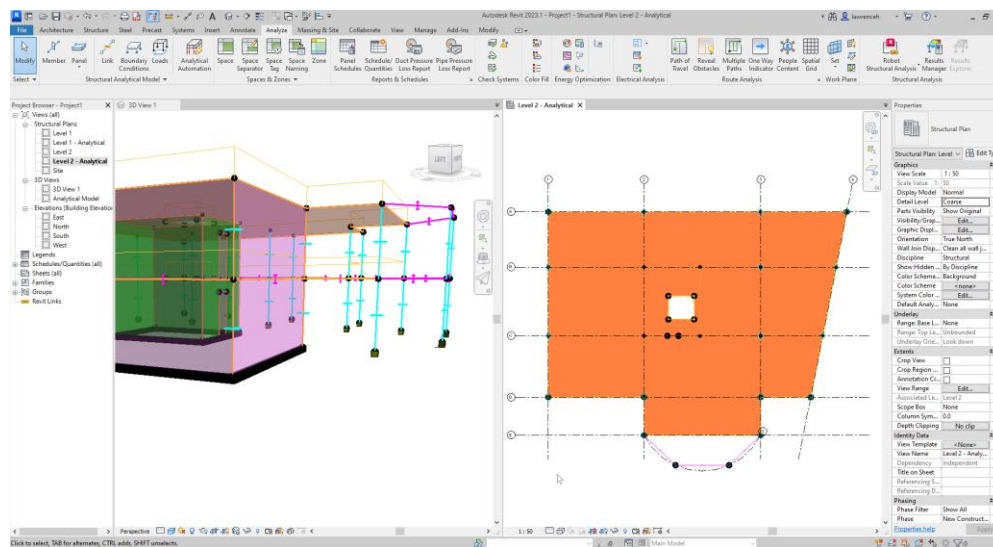 Autodesk Revit 2023.1 - Project1 - Structural Plan: Level 2 - Analytical
lawrenceh
File Architecture Structure Steel Precast Systems Insert Annotate Analyze Massing & Site Collaborate View Manage Add-Ins Modify
Modify Member Panel Link Boundary Loads Analytical Space Space Space Space Zone Panel Schedule/ Duct Pressure Pipe Pressure Path of Reveal Multiple One Way People Spatial Set Robot Results Results
Conditions Automation Separator Tag Naming Schedules Quantities Loss Report Loss Report Travel Obstacles Paths Indicator Content Grid Structural Analysis Manager Explorer
Select Structural Analytical Model Spaces & Zones Reports & Schedules Check Systems Color Fill Energy Optimization Electrical Analysis Route Analysis Work Plane Structural Analysis
Project Browser - Project1
Views (all)
Structural Plans
Level 1
Level 1 - Analytical
Level 2
Level 2 - Analytical
Site
3D Views
3D View 1
Analytical Model
Elevations (Building Elevation
East
North
South
West
Legends
Schedules/Quantities (all)
Sheets (all)
Families
Groups
Revit Links
3D View 1
LEFT
Perspective
Level 2 - Analytical
1 : 50
Properties
Structural Plan
Structural Plan: Level Edit Ty
Graphics
View Scale 1 : 50
Scale Value 1: 50
Display Model Normal
Detail Level Coarse
Parts Visibility Show Original
Visibility/Grap... Edit...
Graphic Displ... Edit...
Orientation True North
Wall Join Disp... Clean all wall j...
Discipline Structural
Show Hidden ... By Discipline
Color Scheme... Background
Color Scheme <none>
System Color ... Edit...
Default Analy... None
Underlay
Range: Base L... None
Range: Top Le... Unbounded
Underlay Orie... Look down
Extents
Crop View
Crop Region ...
Annotation Cr...
View Range Edit...
Associated Le... Level 2
Scope Box None
Column Sym... 0.0
Depth Clipping No clip
Identity Data
View Template <None>
View Name Level 2 - Analy...
Dependency Independent
Title on Sheet
Referencing S...
Referencing D...
Phasing
Phase Filter Show All
Phase New Construct...
Properties help Apply
Click to select, TAB for alternates, CTRL adds, SHIFT unselects.
Main Model